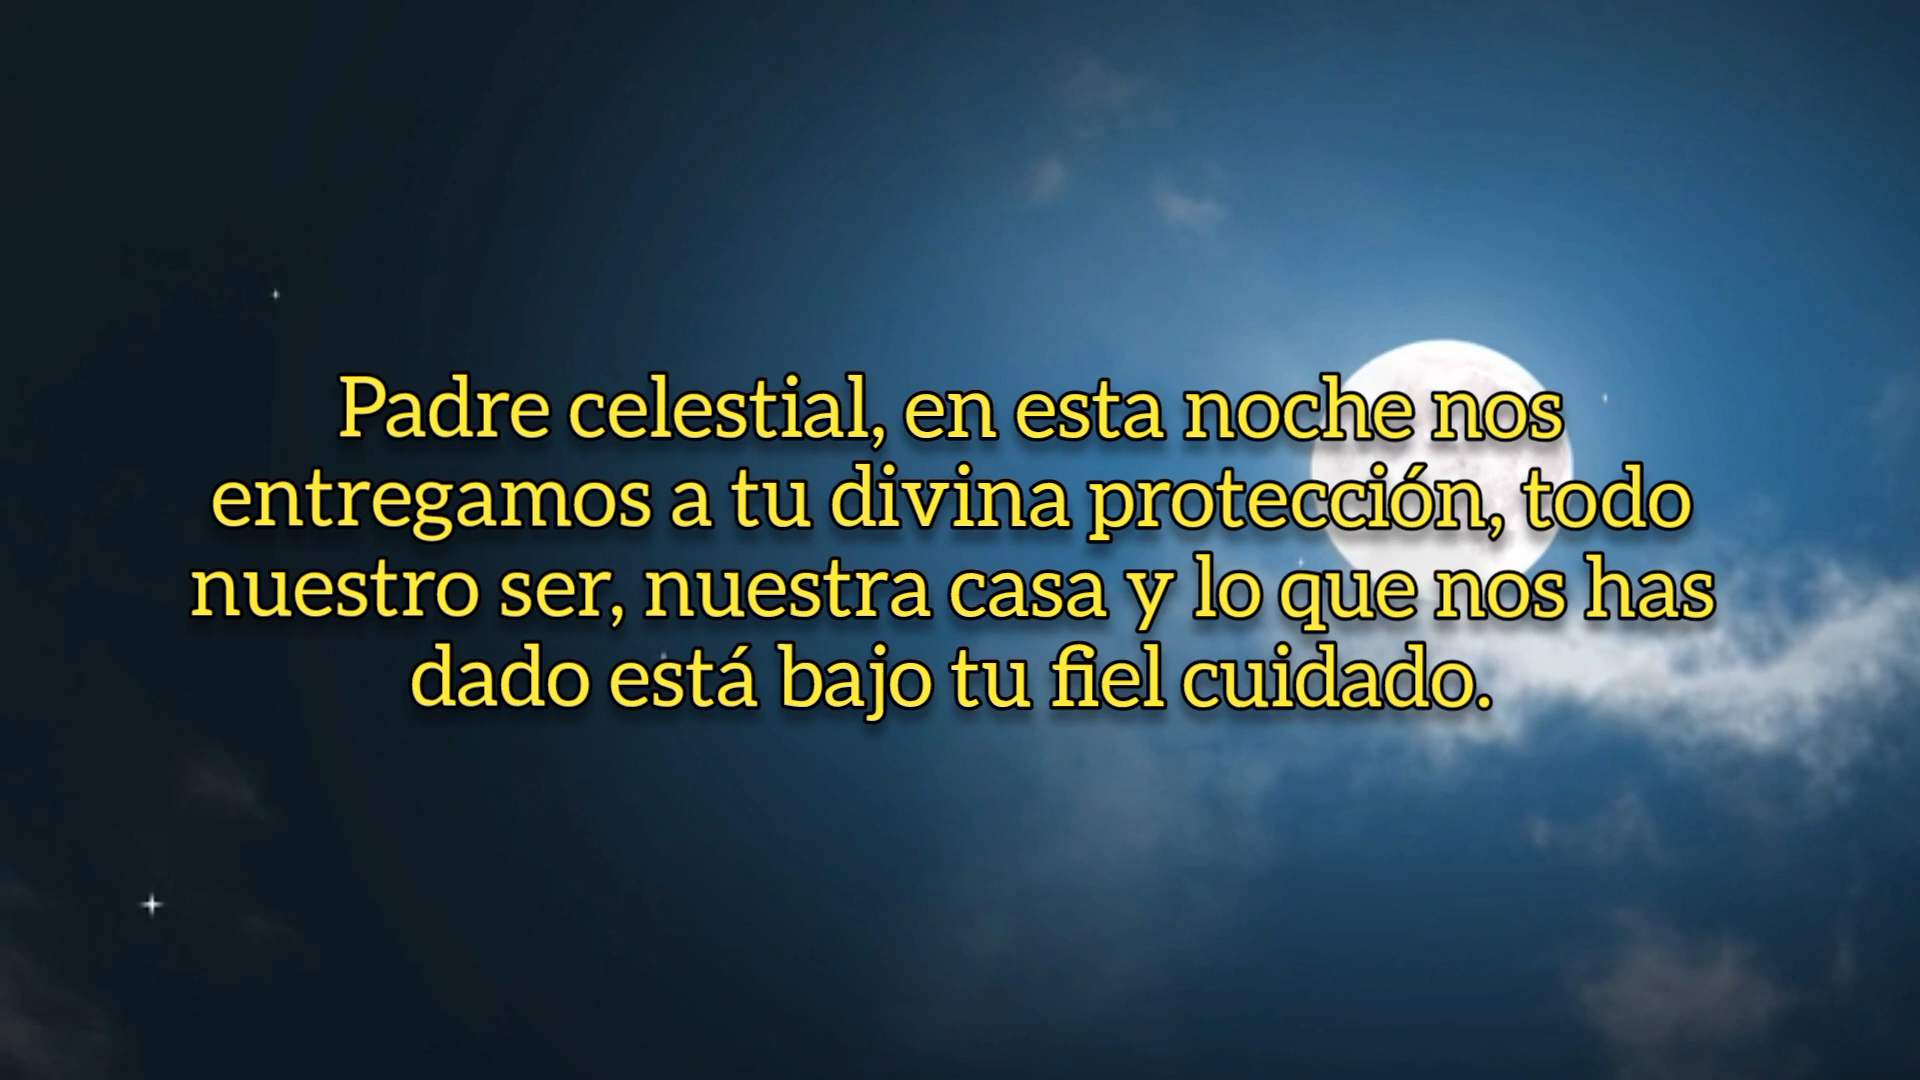 Padre celestial, en esta noche nos
entregamos a tu divina protección, todo
nuestro ser, nuestra casa y lo que nos has
dado está bajo tu fiel cuidado.